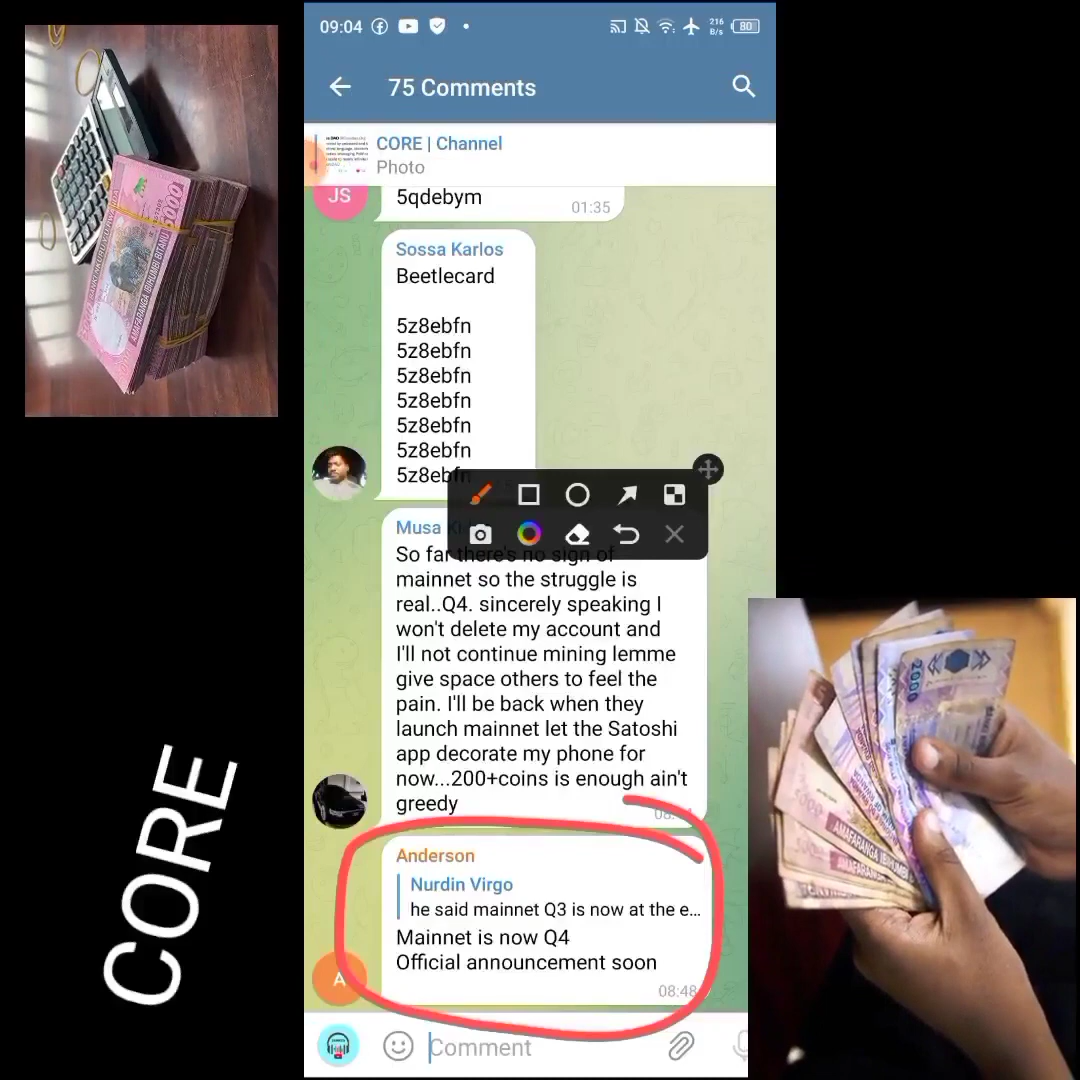 09:04
216
B/s
80
75 Comments
CORE | Channel
Photo
JS
5qdebym
01:35
Sossa Karlos
Beetlecard
5z8ebfn
5z8ebfn
5z8ebfn
5z8ebfn
5z8ebfn
5z8ebfn
5z8ebfn
Musa
So far there's no sign of
mainnet so the struggle is
real..Q4. sincerely speaking I
won't delete my account and
I'll not continue mining lemme
give space others to feel the
pain. I'll be back when they
launch mainnet let the Satoshi
app decorate my phone for
now...200+coins is enough ain't
greedy
Anderson
Nurdin Virgo
he said mainnet Q3 is now at the e...
Mainnet is now Q4
Official announcement soon
08:48
A
Comment
CORE
5000
AMAFARANGA IBIHUMBI BITANU
2000
5000
AMAFARANGA IBIHUMBI